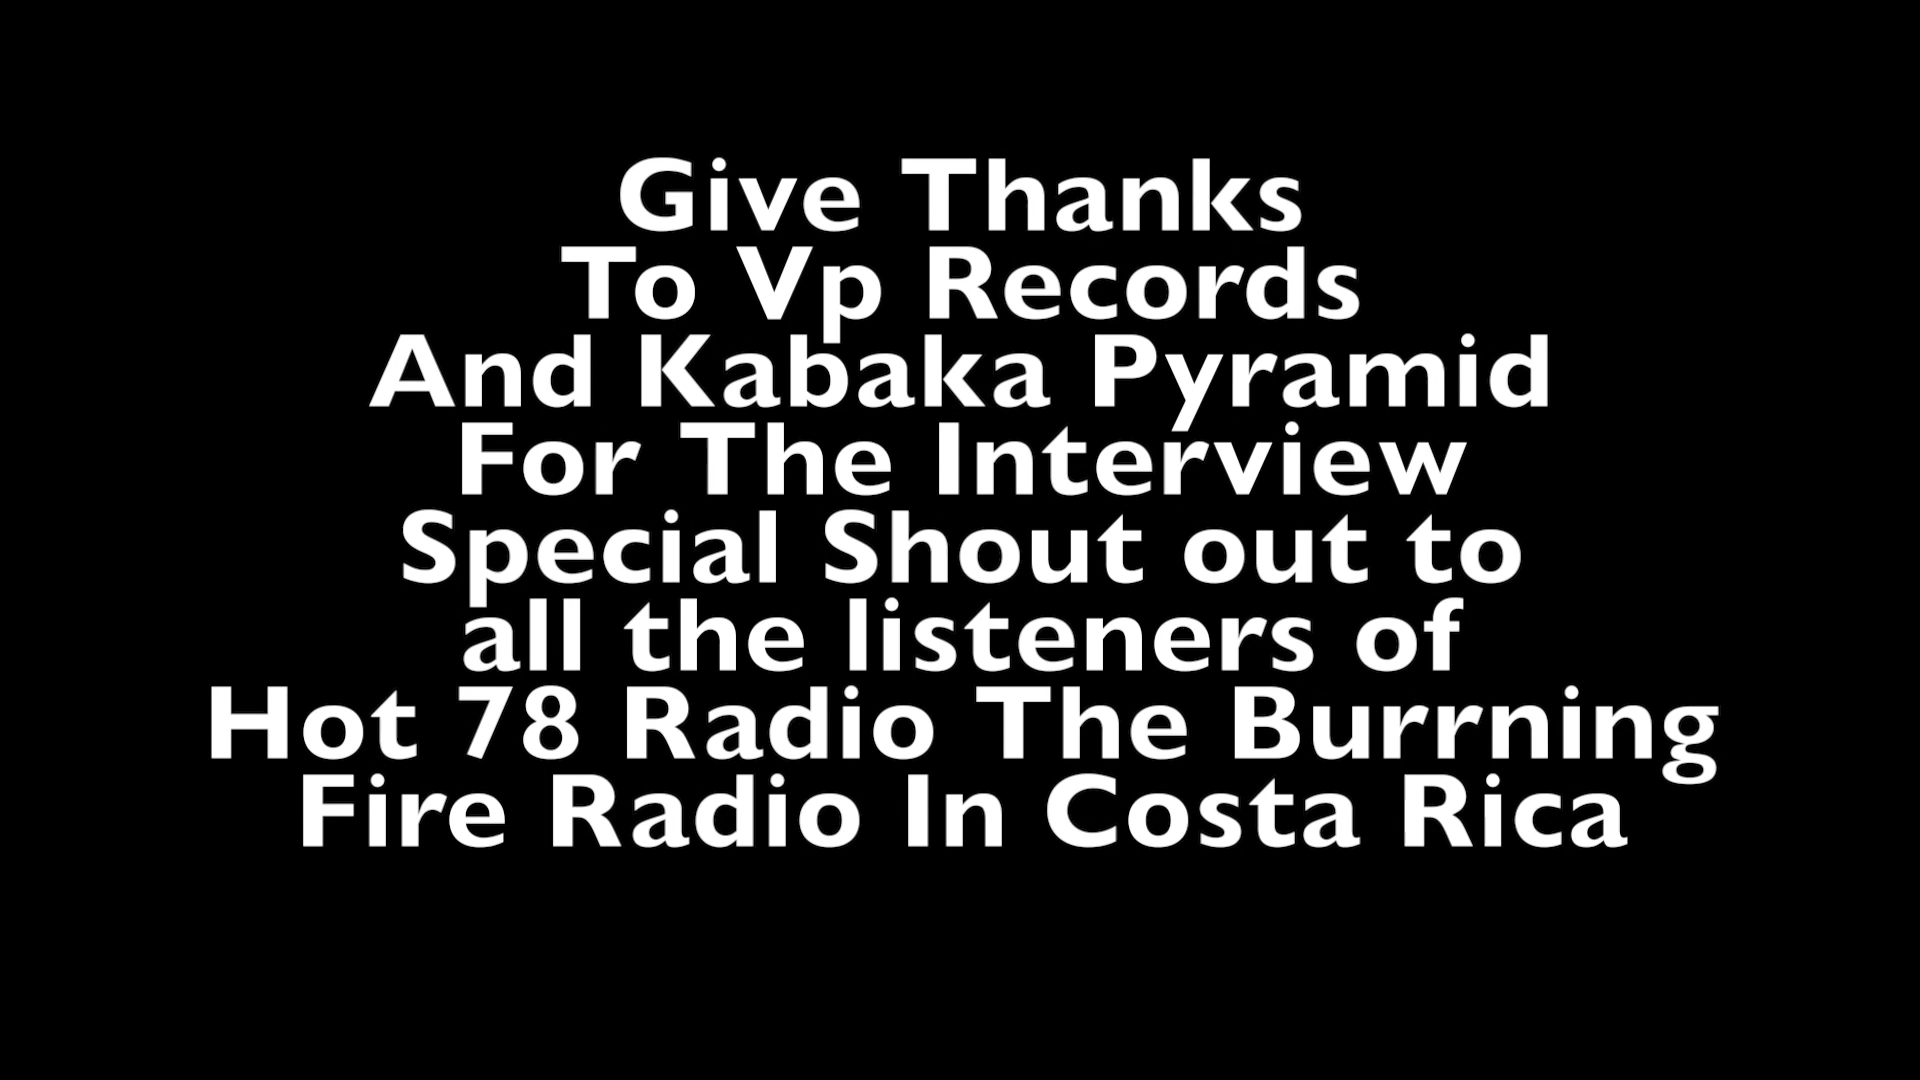 Give Thanks
To Vp Records
And Kabaka Pyramid
For The Interview
Special Shout out to
all the listeners of
Hot 78 Radio The Burrning
Fire Radio In Costa Rica